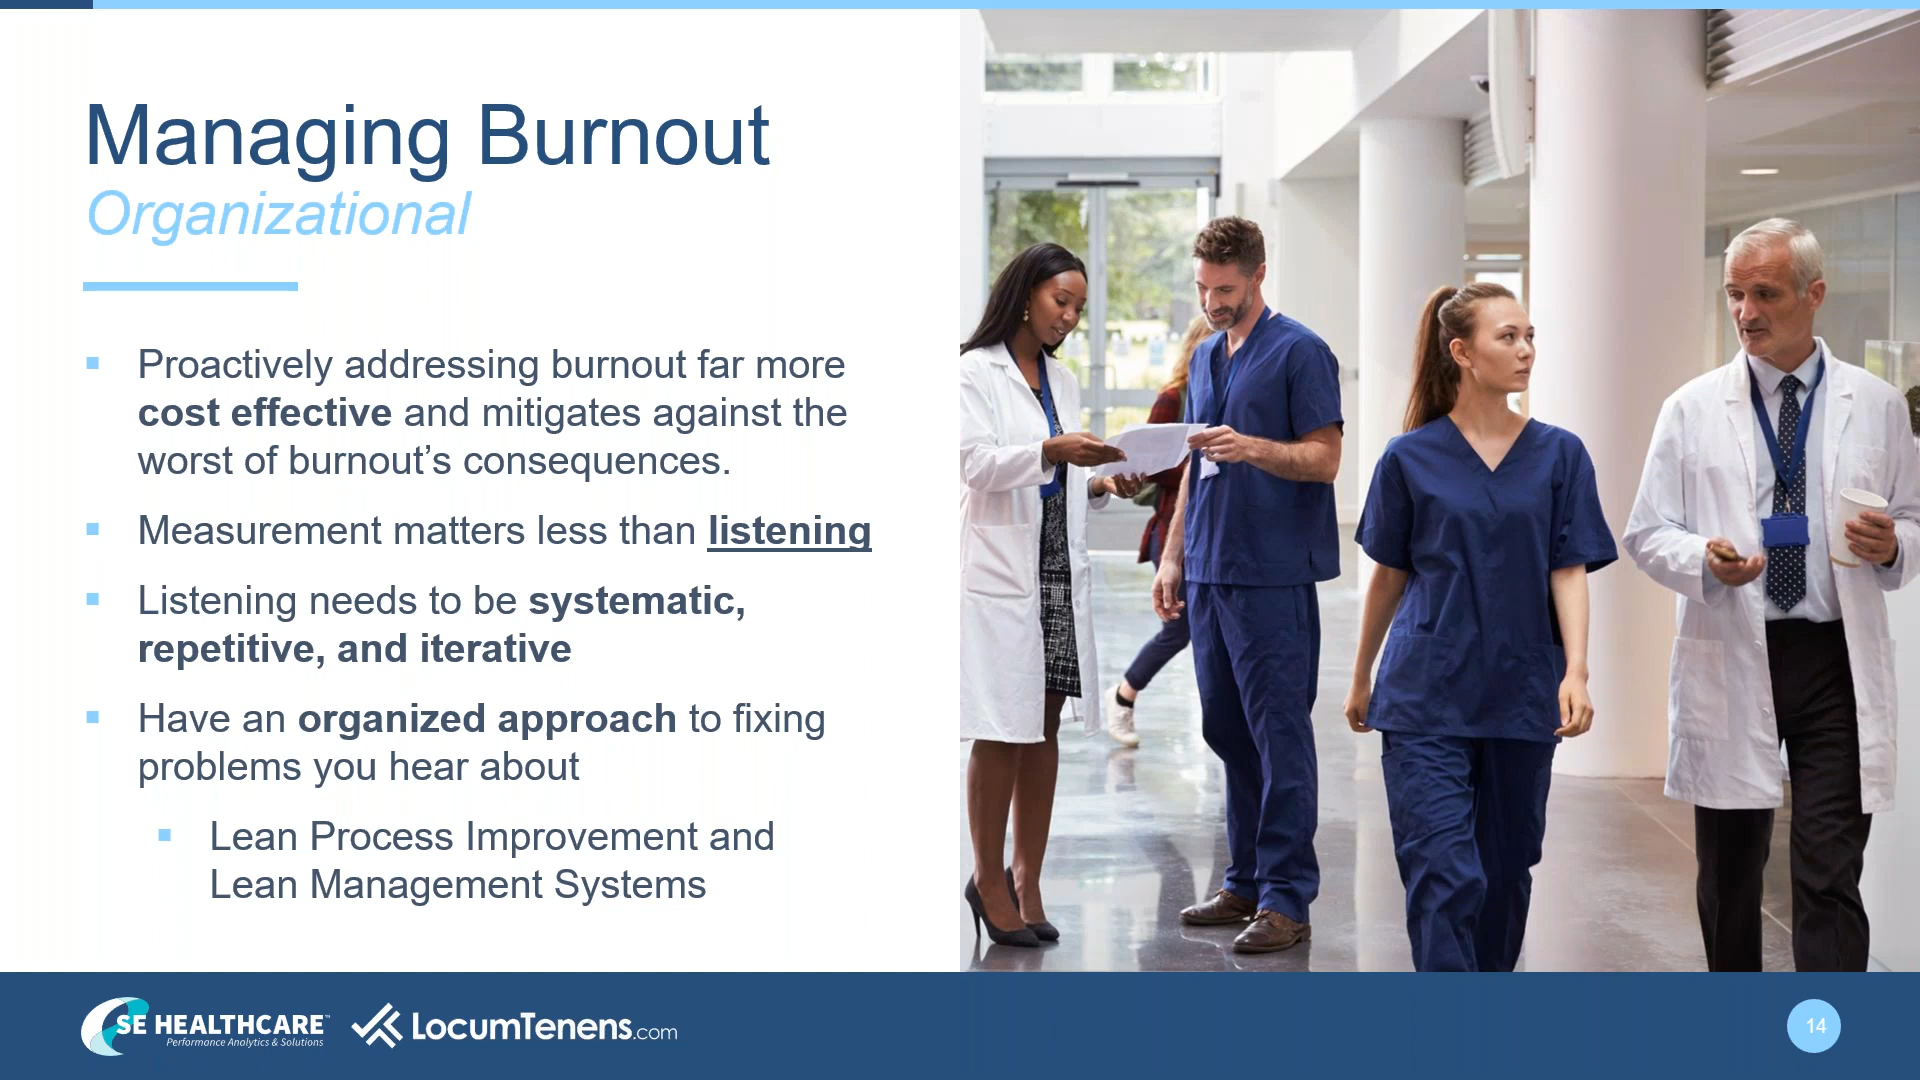 Managing Burnout
Organizational
Proactively addressing burnout far more
cost effective and mitigates against the
worst of burnout’s consequences.
Measurement matters less than listening
Listening needs to be systematic,
repetitive, and iterative
Have an organized approach to fixing
problems you hear about
Lean Process Improvement and
Lean Management Systems
SE HEALTHCARE™
Performance Analytics & Solutions
LocumTenens.com
14